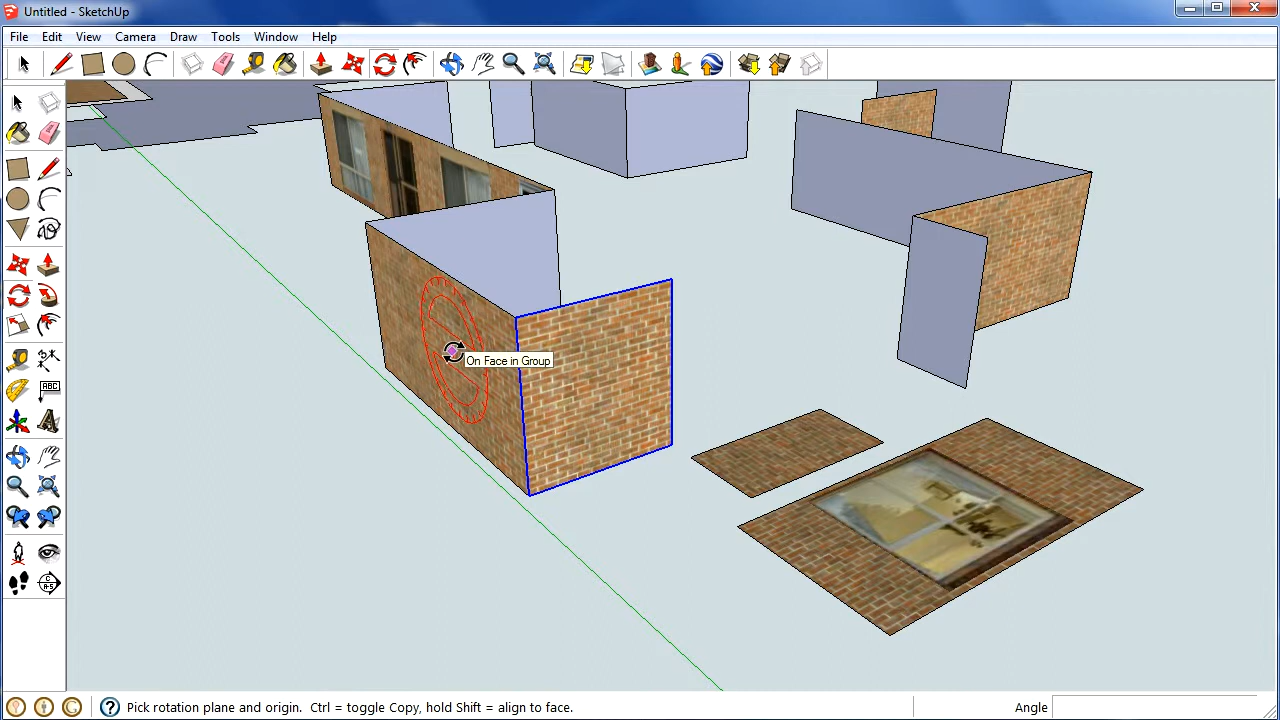 Untitled - SketchUp
File Edit View Camera Draw Tools Window Help
On Face in Group
ABC
Pick rotation plane and origin. Ctrl = toggle Copy, hold Shift = align to face.
Angle